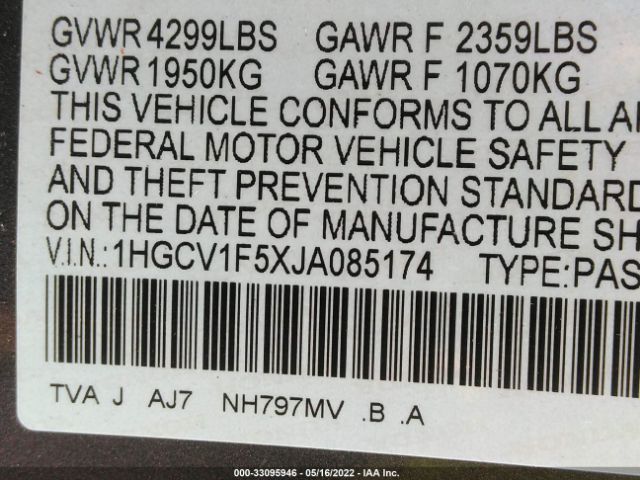 GVWR 4299LBS GAWR F 2359LBS
GVWR 1950KG GAWR F 1070KG
THIS VEHICLE CONFORMS TO ALL A
FEDERAL MOTOR VEHICLE SAFETY
AND THEFT PREVENTION STANDARD
ON THE DATE OF MANUFACTURE SH
V.I.N.:1HGCV1F5XJA085174 TYPE:PAS
TVA J AJ7 NH797MV .B .A
000-33095946 - 05/16/2022 - IAA Inc.